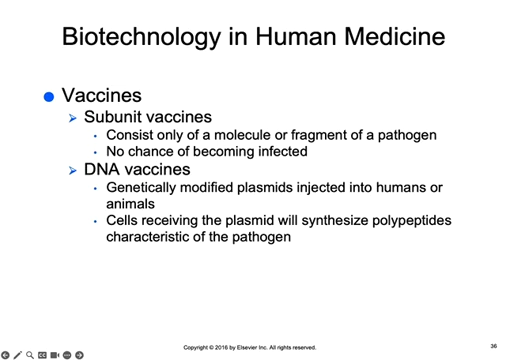 Biotechnology in Human Medicine
Vaccines
Subunit vaccines
Consist only of a molecule or fragment of a pathogen
No chance of becoming infected
DNA vaccines
Genetically modified plasmids injected into humans or
animals
Cells receiving the plasmid will synthesize polypeptides
characteristic of the pathogen
Copyright © 2016 by Elsevier Inc. All rights reserved.
36